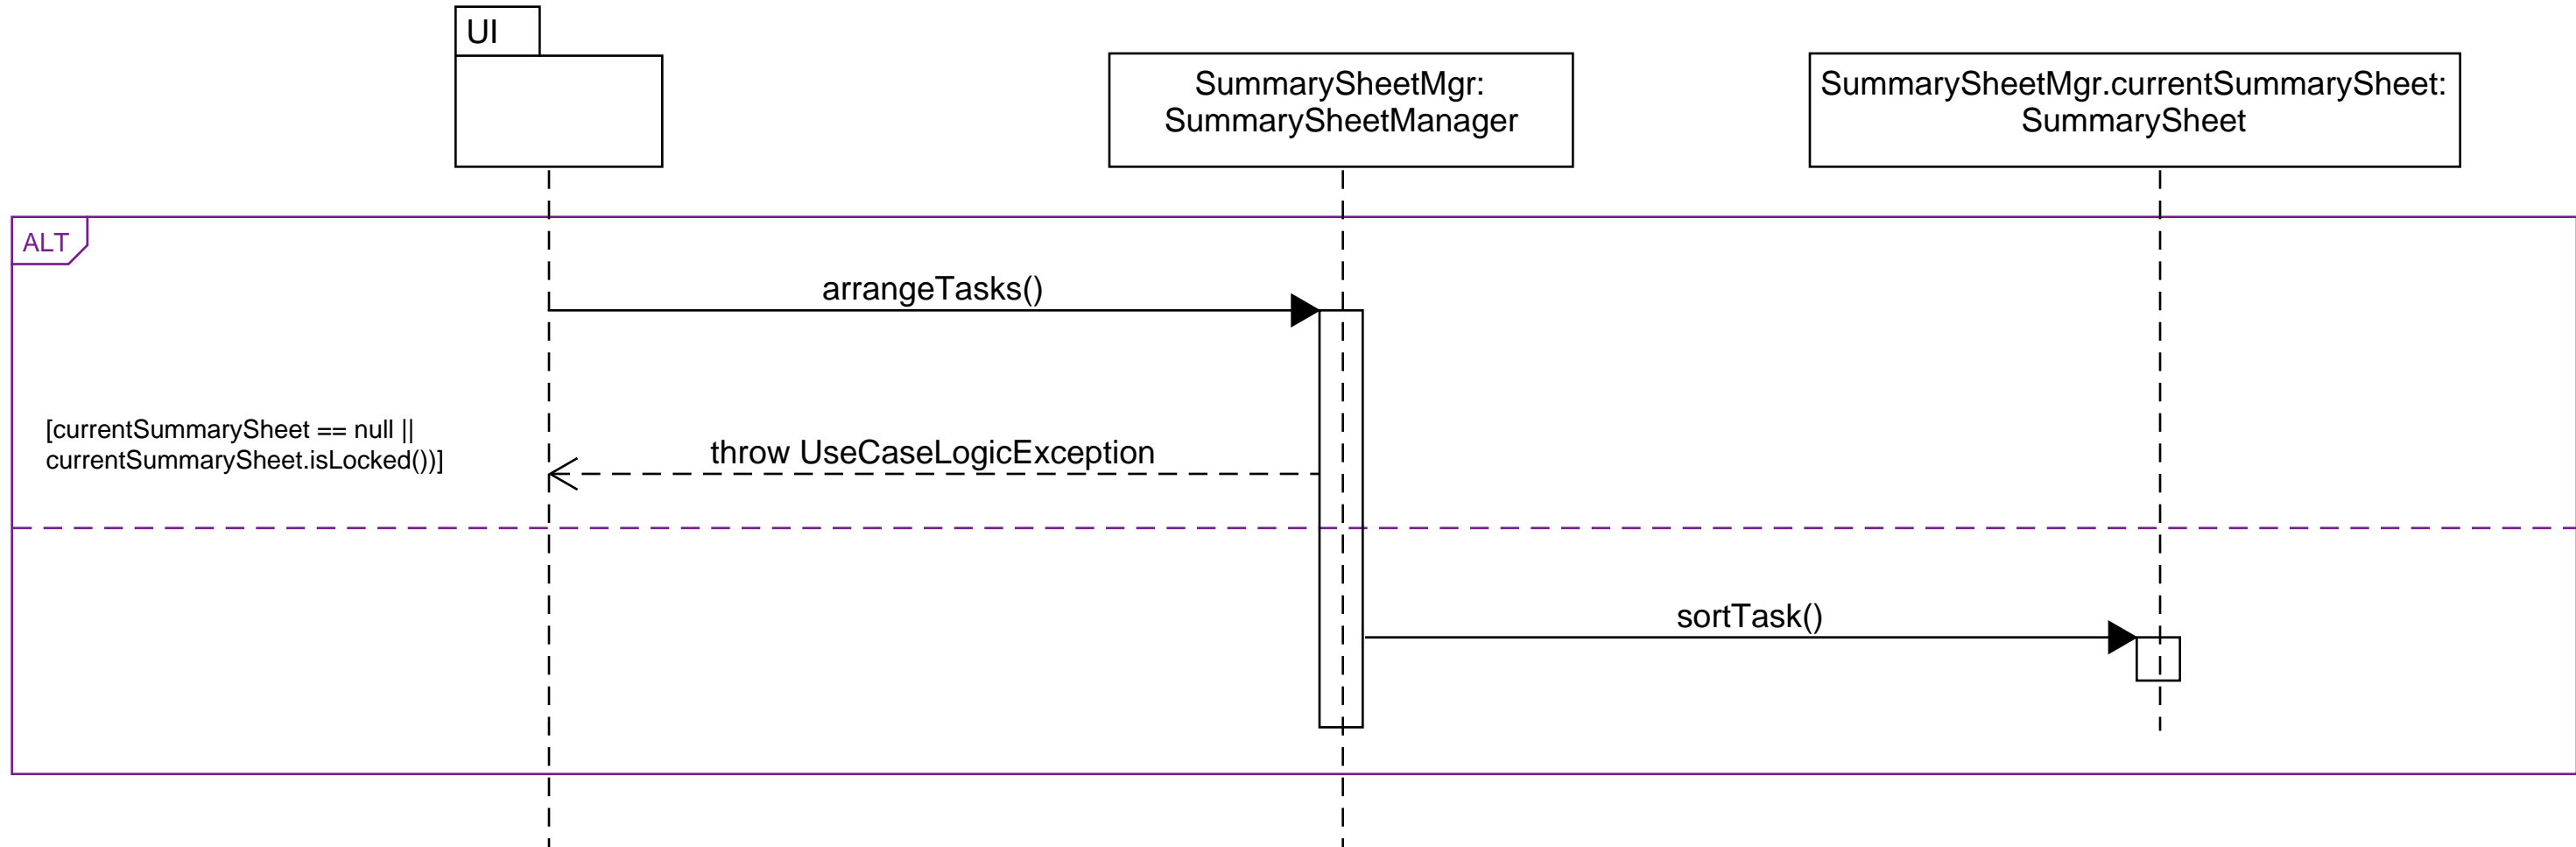 UI
SummarySheetMgr:
SummarySheetManager
SummarySheetMgr.currentSummarySheet:
SummarySheet
ALT
arrangeTasks()
[currentSummarySheet == null ||
currentSummarySheet.isLocked())]
throw UseCaseLogicException
sortTask()